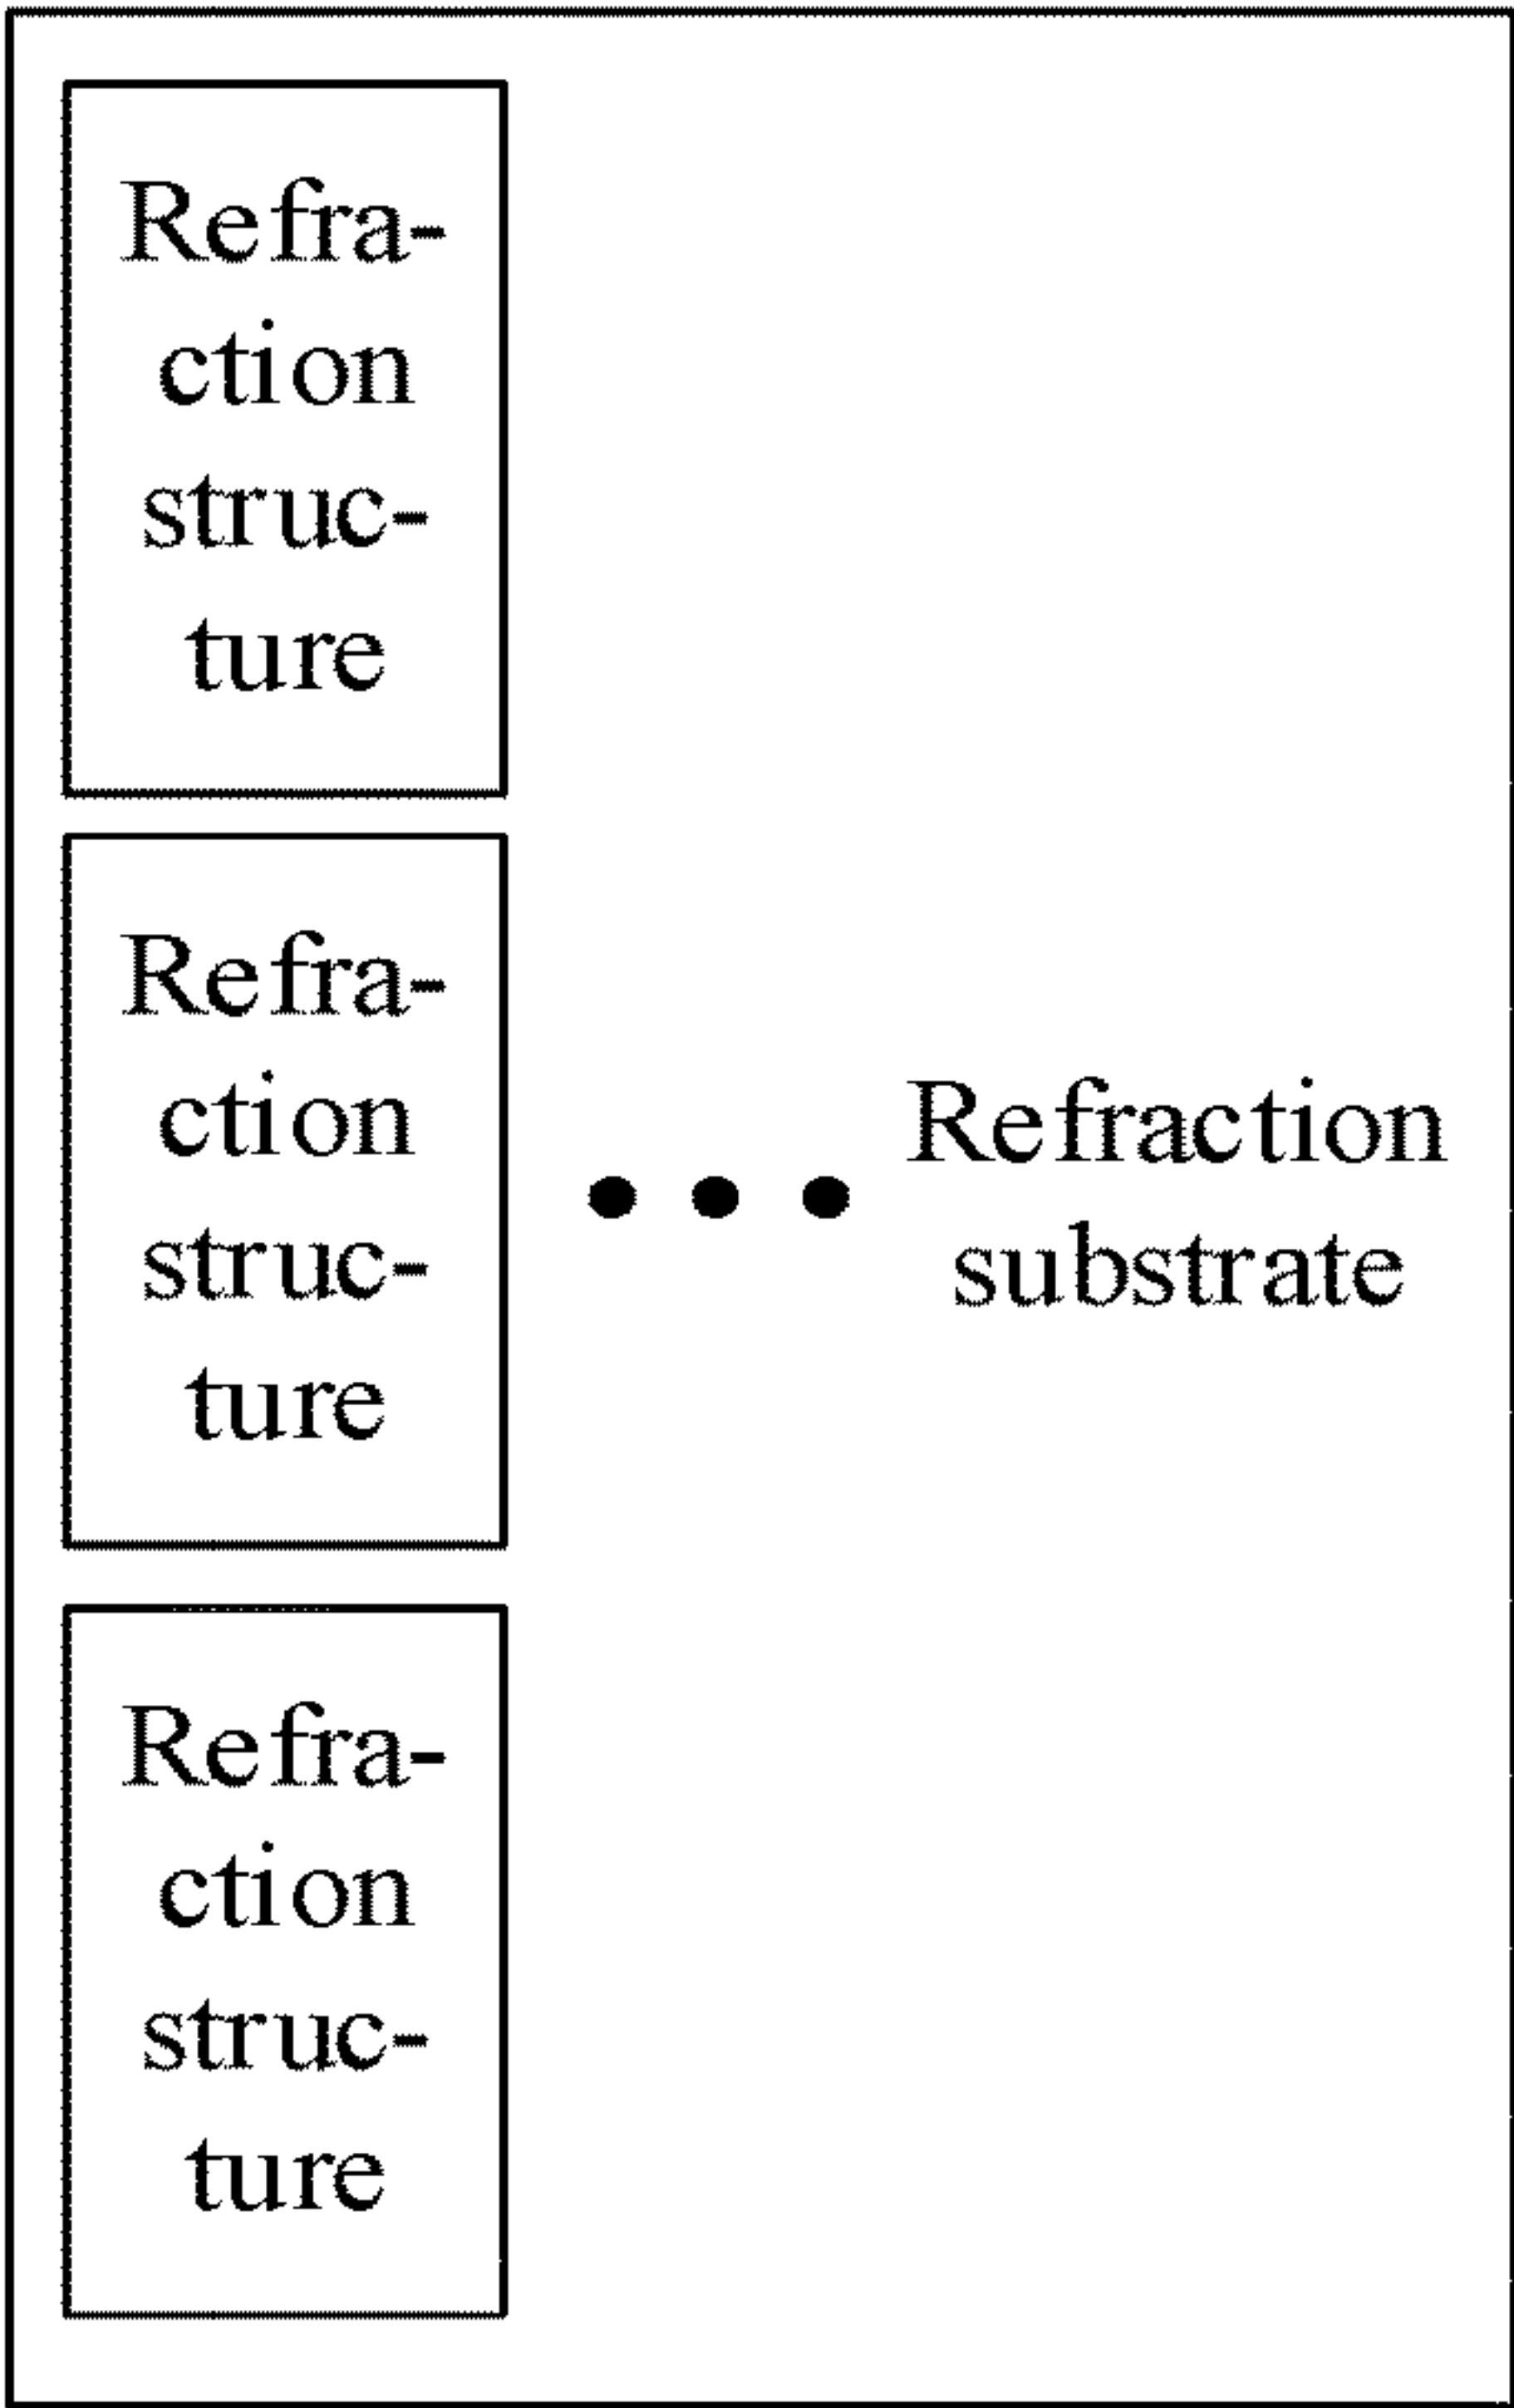 Refra-
ction
struc-
ture
Refra-
ction
struc-
ture
Refraction
substrate
Refra-
ction
struc-
ture